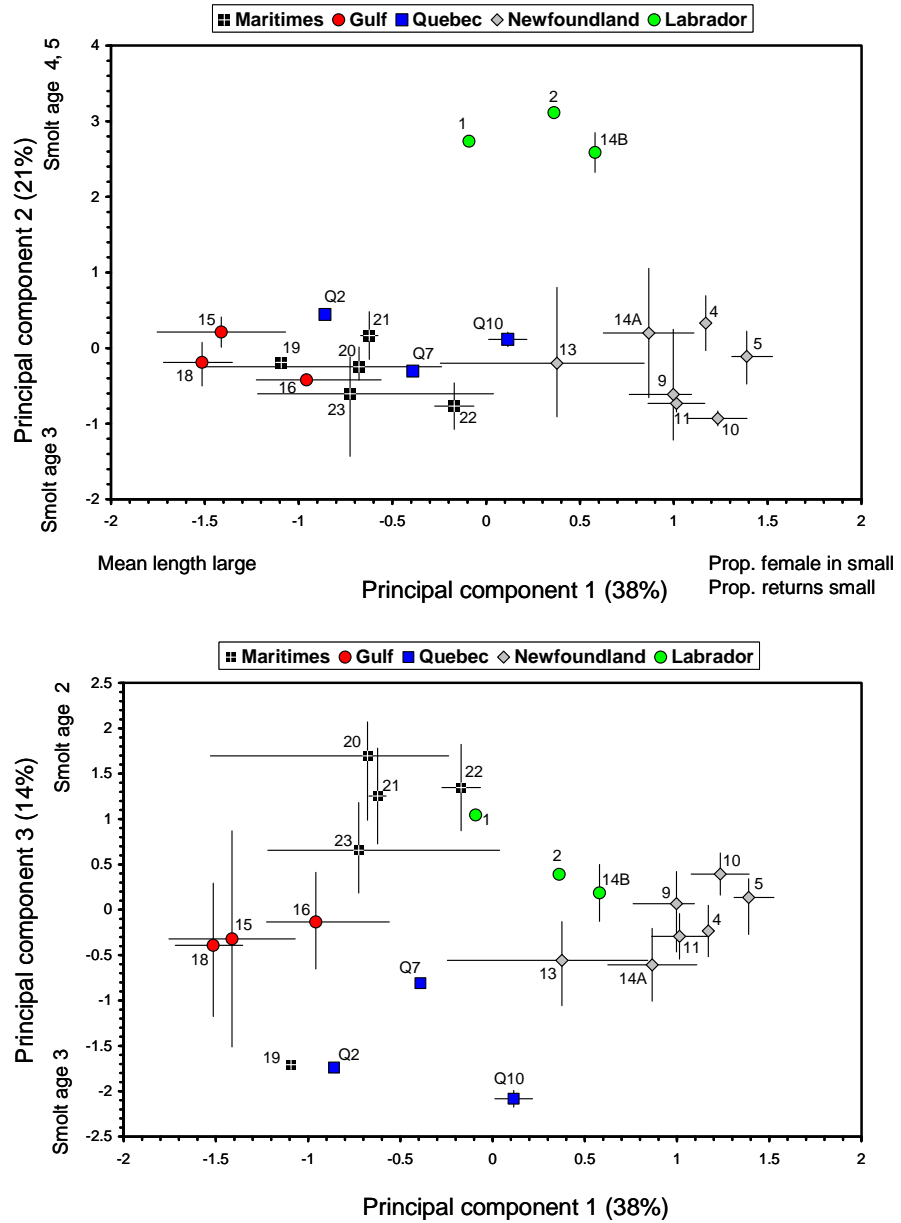 Maritimes Gulf Quebec Newfoundland Labrador
Smolt age 4, 5
Principal component 2 (21%)
Smolt age 3
4
3
2
1
0
-1
-2
1
2
14B
Q2
15
21
19
18
20
16
23
Q7
22
Q10
13
14A
4
5
9
11
10
-2
-1.5
-1
-0.5
0
0.5
1
1.5
2
Mean length large
Prop. female in small
Prop. returns small
Principal component 1 (38%)
Maritimes Gulf Quebec Newfoundland Labrador
Smolt age 2
Principal component 3 (14%)
Smolt age 3
2.5
2
1.5
1
0.5
0
-0.5
-1
-1.5
-2
-2.5
20
21
22
1
23
2
14B
10
5
9
4
11
16
15
18
13
14A
Q7
19
Q2
Q10
-2
-1.5
-1
-0.5
0
0.5
1
1.5
2
Principal component 1 (38%)